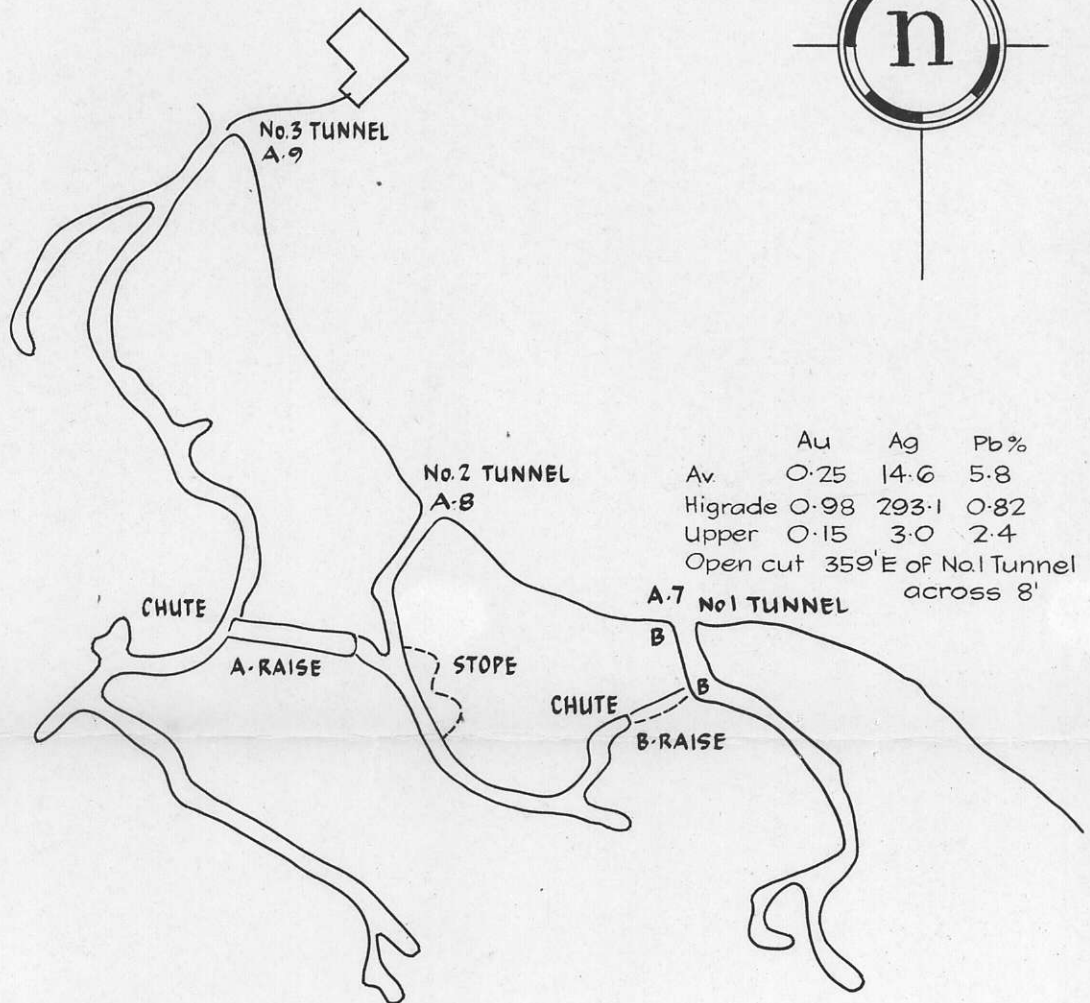 n
No.3 TUNNEL
A.9
No.2 TUNNEL
A.8
Au Ag Pb%
Av. 0.25 14.6 5.8
Higrade 0.98 293.1 0.82
Upper 0.15 3.0 2.4
Open cut 359'E of No.1 Tunnel
across 8'
A.7 No1 TUNNEL
B
CHUTE
A-RAISE
STOPE
CHUTE
B
B-RAISE